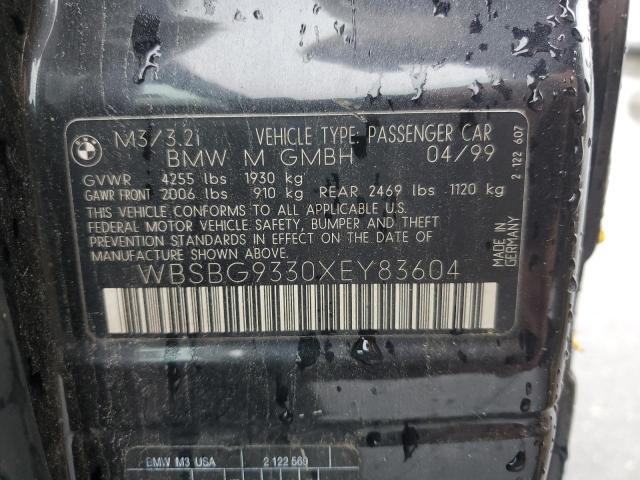 BMW
M3/3.2i VEHICLE TYPE: PASSENGER CAR
BMW M GMBH 04/99
GVWR 4255 lbs 1930 kg
GAWR FRONT 2006 lbs 910 kg REAR 2469 lbs 1120 kg
THIS VEHICLE CONFORMS TO ALL APPLICABLE U.S.
FEDERAL MOTOR VEHICLE SAFETY, BUMPER AND THEFT
PREVENTION STANDARDS IN EFFECT ON THE DATE OF
MANUFACTURE SHOWN ABOVE.
WBSBG9330XEY83604
MADE IN
GERMANY
2 122 607
BMW M3 USA 2 122 569